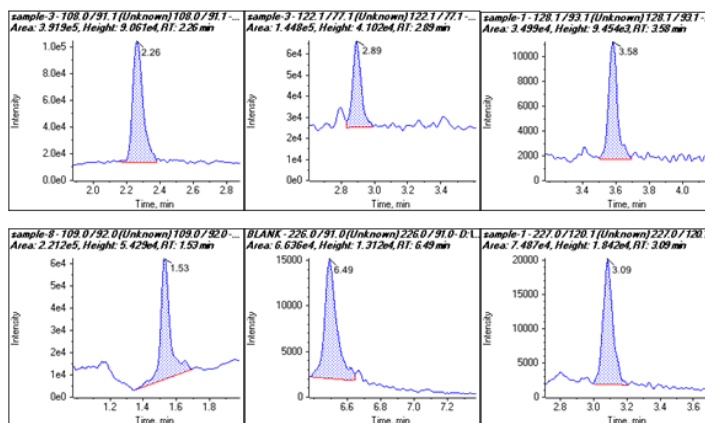 sample-3 - 108.0 / 91.1 (Unknown) 108.0 / 91.1 - ...
Area: 3.919e5, Height: 9.061e4, RT: 2.26 min
1.0e5
8.0e4
6.0e4
4.0e4
2.0e4
0.0e0
Intensity
2.26
2.0 2.2 2.4 2.6 2.8
Time, min
sample-3 - 122.1 / 77.1 (Unknown) 122.1 / 77.1 - ...
Area: 1.448e5, Height: 4.102e4, RT: 2.89 min
6e4
5e4
4e4
3e4
2e4
1e4
0e0
Intensity
2.89
2.8 3.0 3.2 3.4
Time, min
sample-1 - 128.1 / 93.1 (Unknown) 128.1 / 93.1 -
Area: 3.499e4, Height: 9.454e3, RT: 3.58 min
10000
8000
6000
4000
2000
0
Intensity
3.58
3.4 3.6 3.8 4.0
Time, min
sample-8 - 109.0 / 92.0 (Unknown) 109.0 / 92.0 - ...
Area: 2.212e5, Height: 5.429e4, RT: 1.53 min
6e4
5e4
4e4
3e4
2e4
1e4
0e0
Intensity
1.53
1.2 1.4 1.6 1.8
Time, min
BLANK - 226.0 / 91.0 (Unknown) 226.0 / 91.0 - D:\...
Area: 6.636e4, Height: 1.312e4, RT: 6.49 min
15000
10000
5000
0
Intensity
6.49
6.6 6.8 7.0 7.2
Time, min
sample-1 - 227.0 / 120.1 (Unknown) 227.0 / 120.
Area: 7.487e4, Height: 1.842e4, RT: 3.09 min
20000
15000
10000
5000
0
Intensity
3.09
2.8 2.9 3.0 3.1 3.2 3.3 3.4 3.5 3.6
Time, min